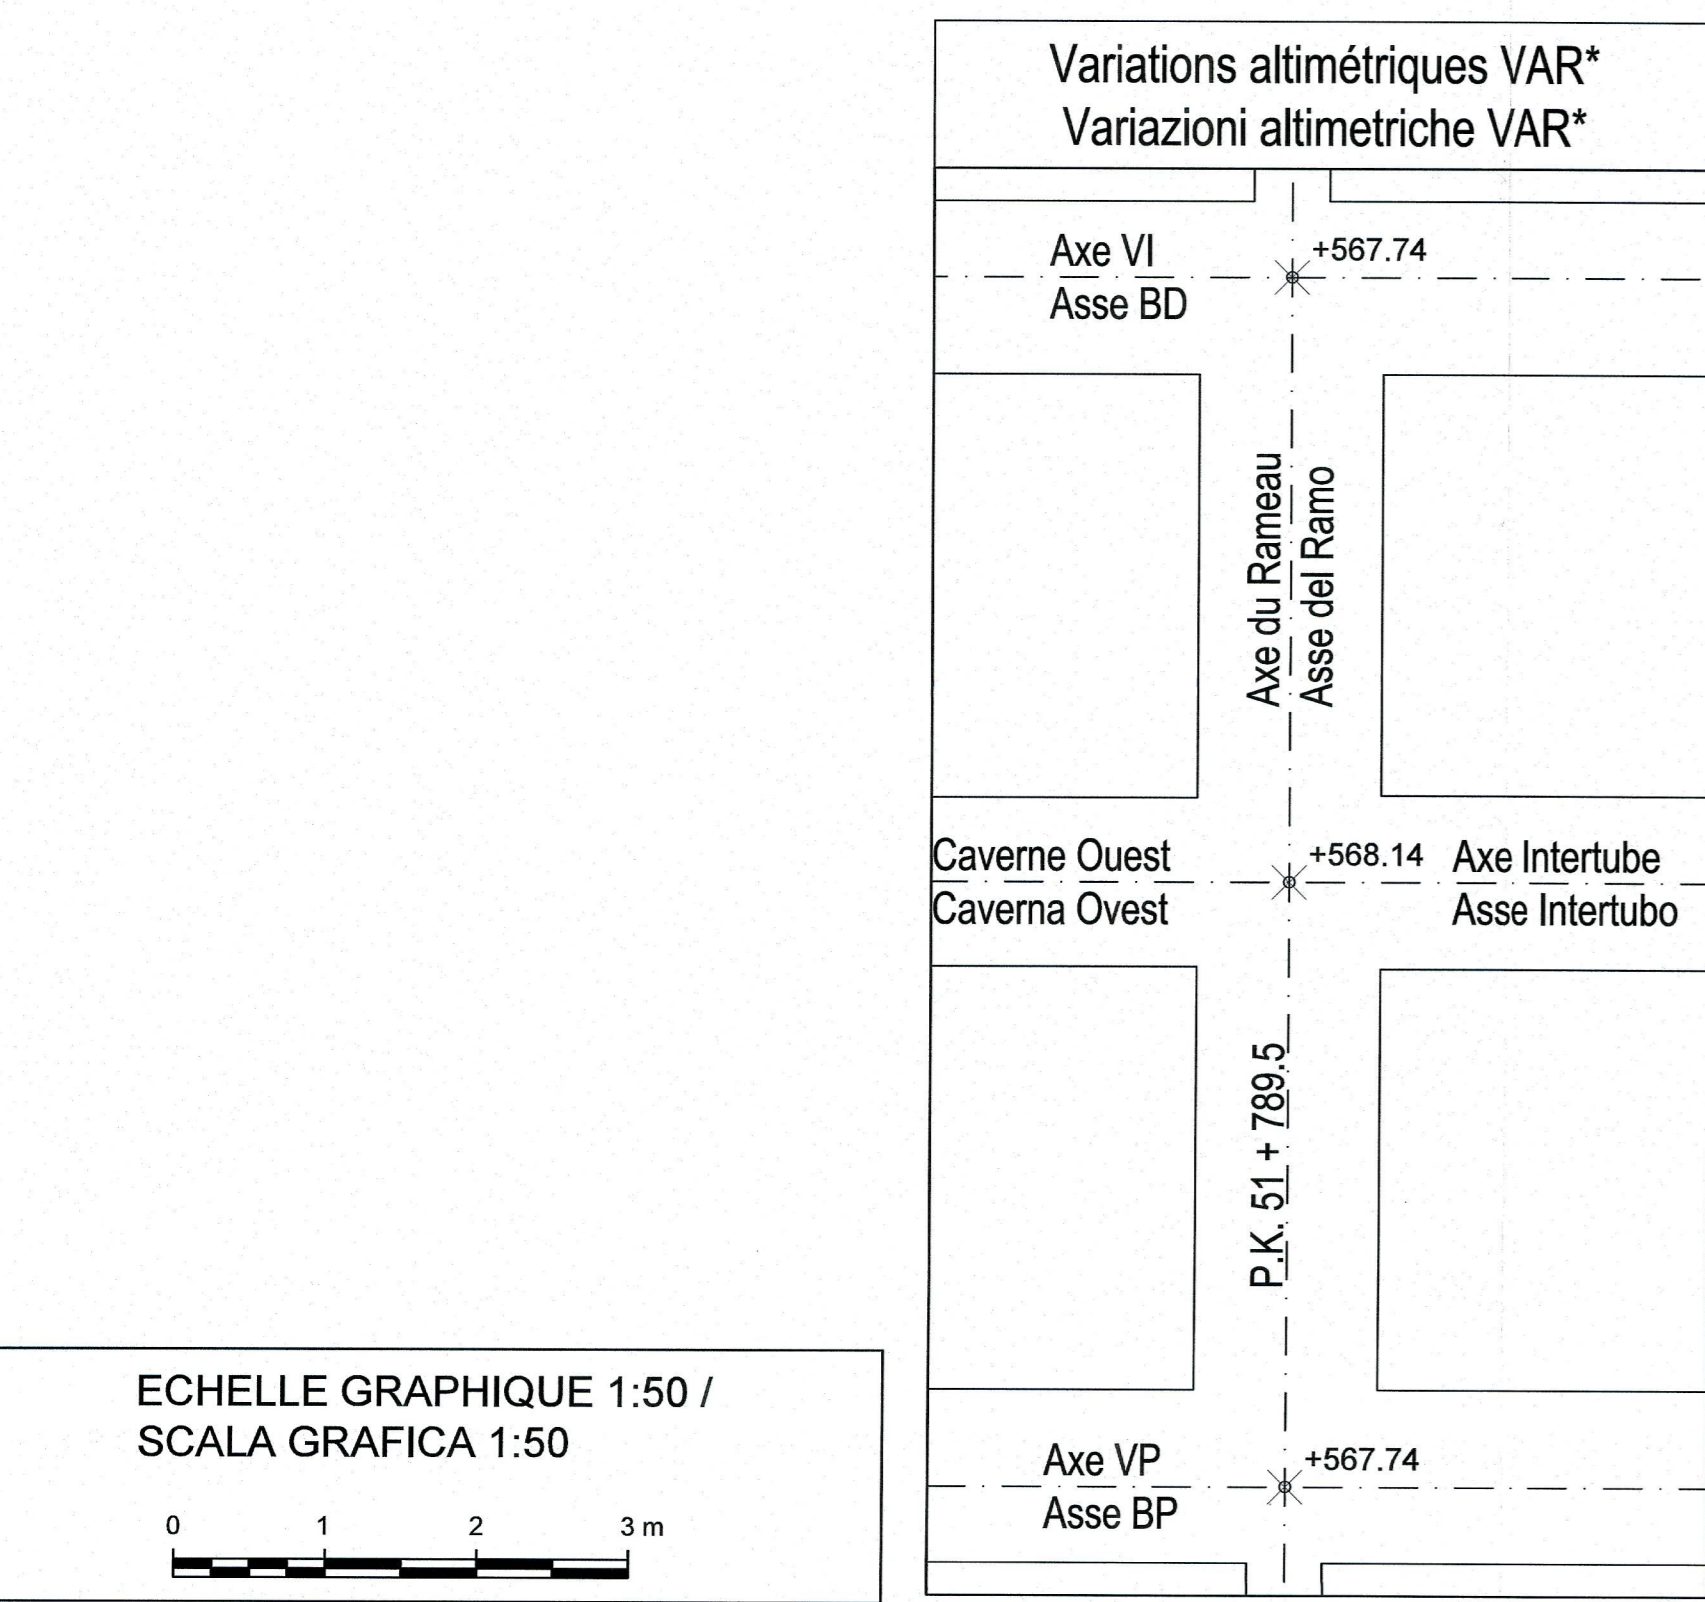 Variations altimétriques VAR*
Variazioni altimetriche VAR*
Axe VI
+567.74
Asse BD
Axe du Rameau
Asse del Ramo
Caverne Ouest
+568.14
Axe Intertube
Caverna Ovest
Asse Intertubo
P.K. 51 + 789.5
Axe VP
+567.74
Asse BP
ECHELLE GRAPHIQUE 1:50 /
SCALA GRAFICA 1:50
0 1 2 3 m